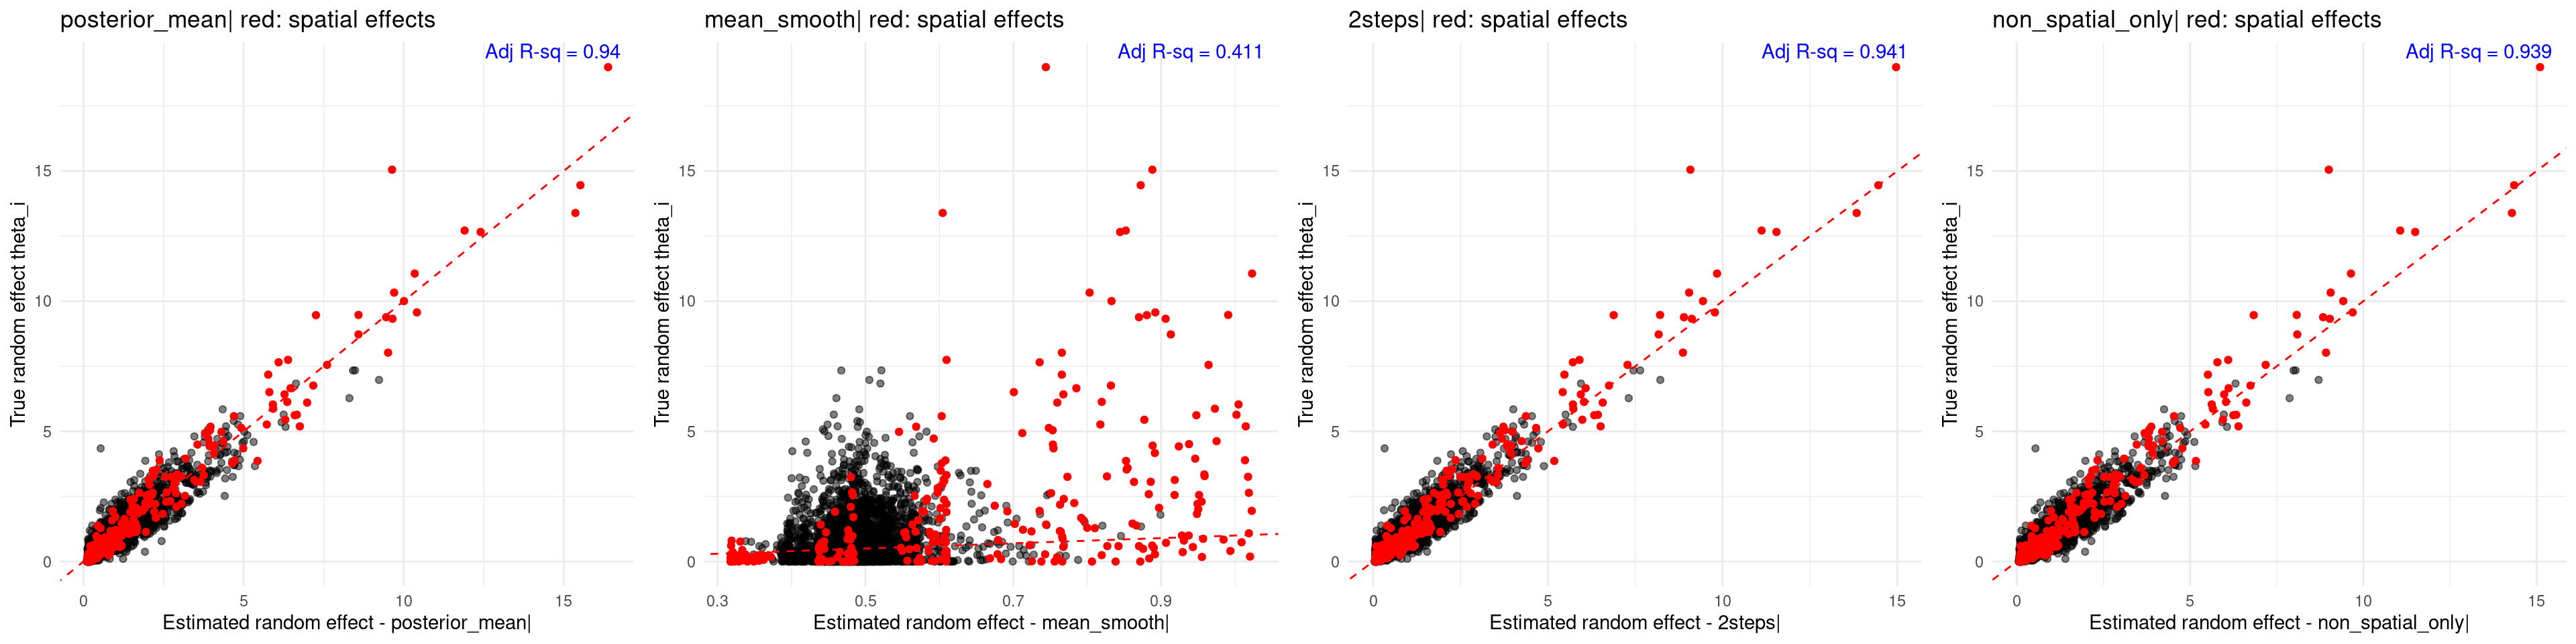 posterior_mean| red: spatial effects
Adj R-sq = 0.94
True random effect theta_i
15
10
5
0
0
5
10
15
Estimated random effect - posterior_mean|
mean_smooth| red: spatial effects
Adj R-sq = 0.411
True random effect theta_i
15
10
5
0
0.3
0.5
0.7
0.9
Estimated random effect - mean_smooth|
2steps| red: spatial effects
Adj R-sq = 0.941
True random effect theta_i
15
10
5
0
0
5
10
15
Estimated random effect - 2steps|
non_spatial_only| red: spatial effects
Adj R-sq = 0.939
True random effect theta_i
15
10
5
0
0
5
10
15
Estimated random effect - non_spatial_only|